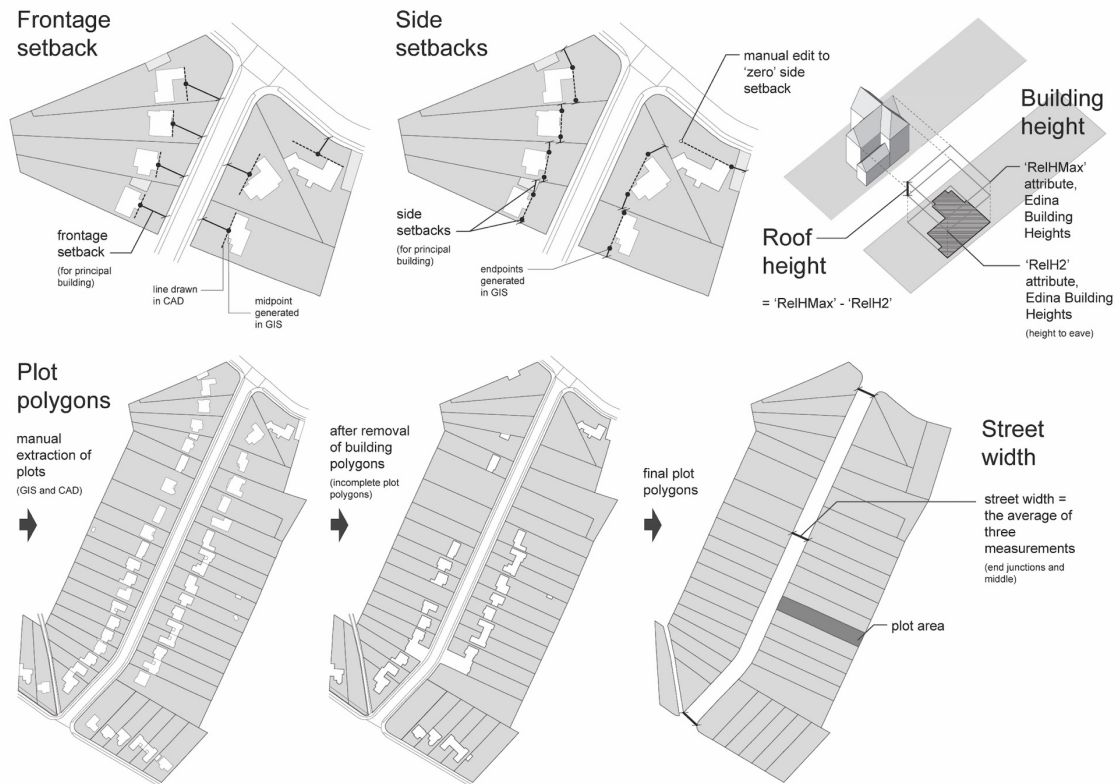 Frontage
setback
frontage
setback
(for principal
building)
line drawn
in CAD
midpoint
generated
in GIS
Side
setbacks
manual edit to
‘zero’ side
setback
side
setbacks
(for principal
building)
endpoints
generated
in GIS
Building
height
‘RelHMax’
attribute,
Edina
Building
Heights
‘RelH2’
attribute,
Edina Building
Heights
(height to eave)
Roof
height
= ‘RelHMax’ - ‘RelH2’
Plot
polygons
manual
extraction of
plots
(GIS and CAD)
after removal
of building
polygons
(incomplete plot
polygons)
final plot
polygons
Street
width
street width =
the average of
three
measurements
(end junctions and
middle)
plot area